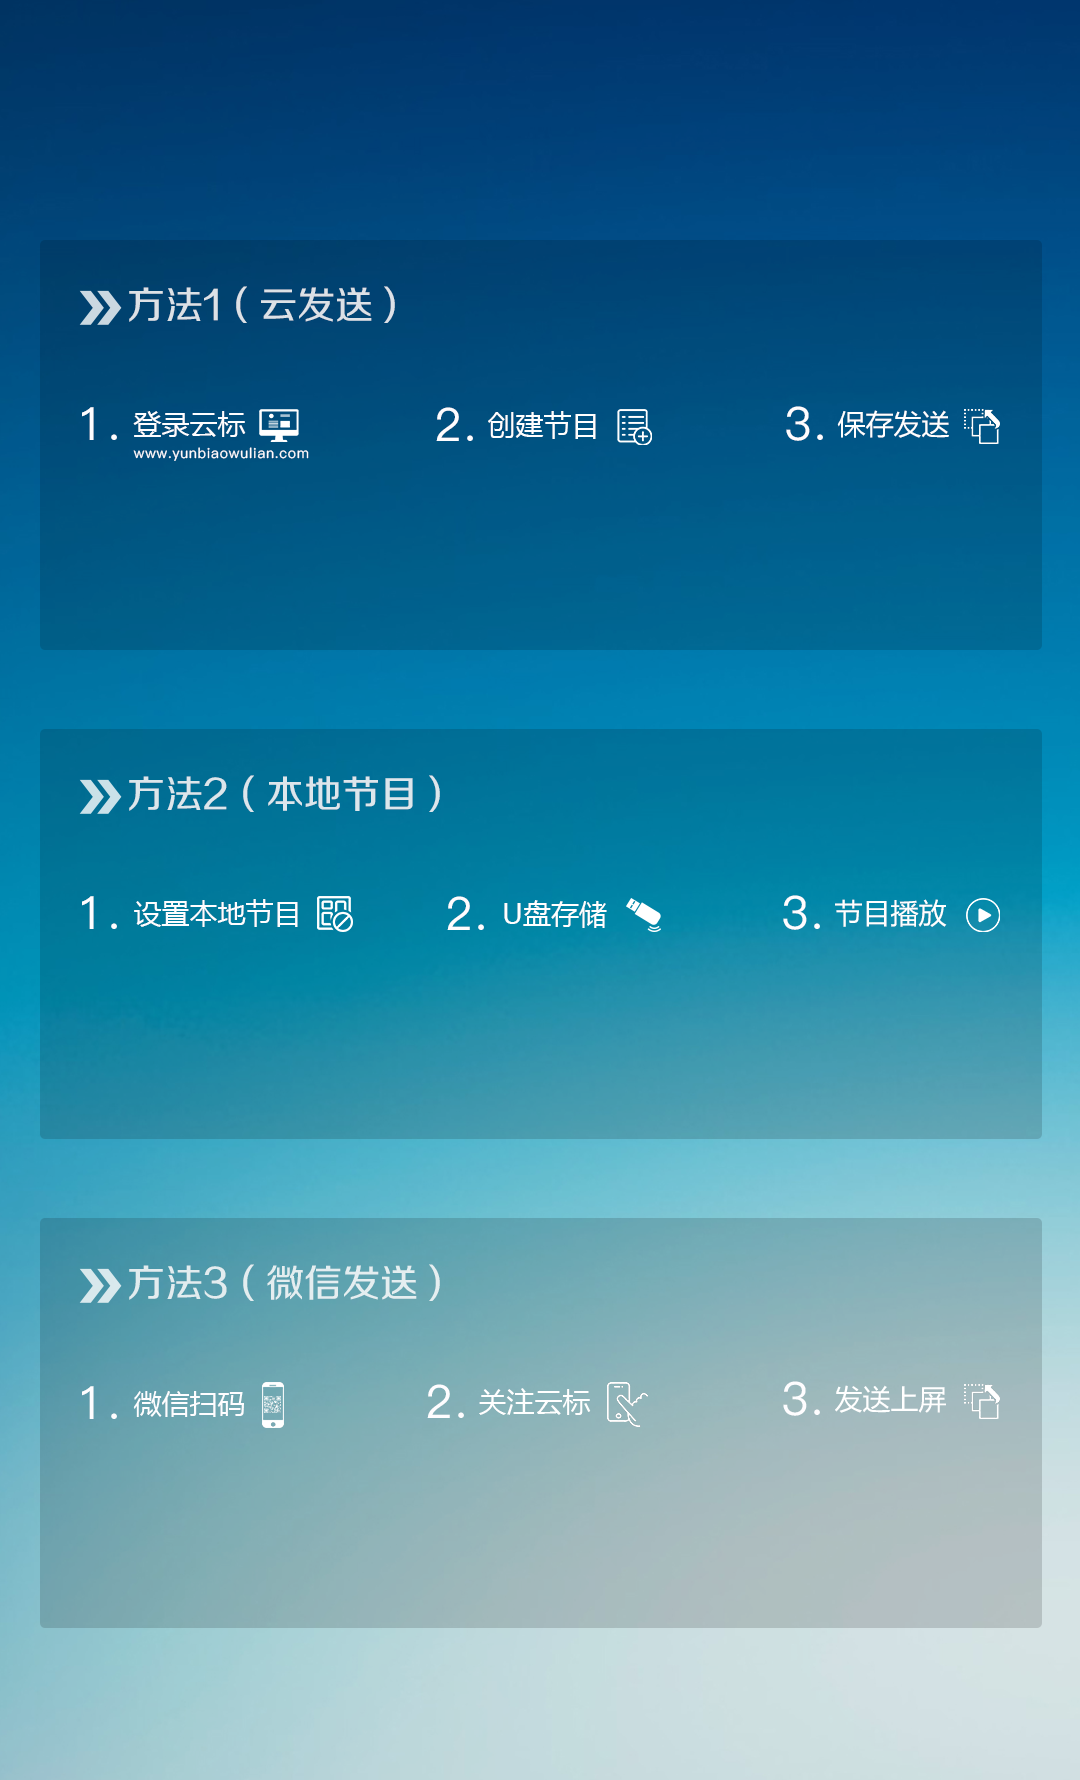 方法1（云发送）
1. 登录云标
www.yunbiaowulian.com
2. 创建节目
3. 保存发送
方法2（本地节目）
1. 设置本地节目
2. U盘存储
3. 节目播放
方法3（微信发送）
1. 微信扫码
2. 关注云标
3. 发送上屏